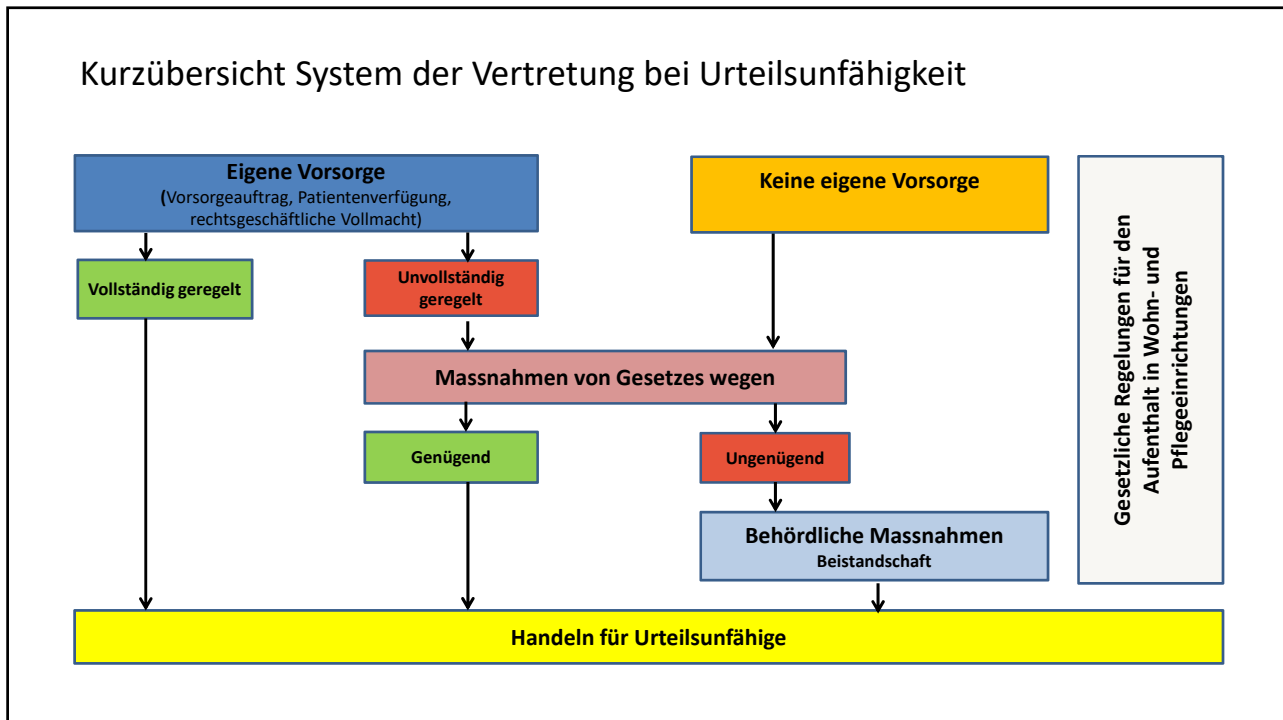 Kurzübersicht System der Vertretung bei Urteilsunfähigkeit
Eigene Vorsorge
(Vorsorgeauftrag, Patientenverfügung,
rechtsgeschäftliche Vollmacht)
Keine eigene Vorsorge
Vollständig geregelt
Unvollständig
geregelt
Massnahmen von Gesetzes wegen
Genügend
Ungenügend
Behördliche Massnahmen
Beistandschaft
Handeln für Urteilsunfähige
Gesetzliche Regelungen für den
Aufenthalt in Wohn- und
Pflegeeinrichtungen